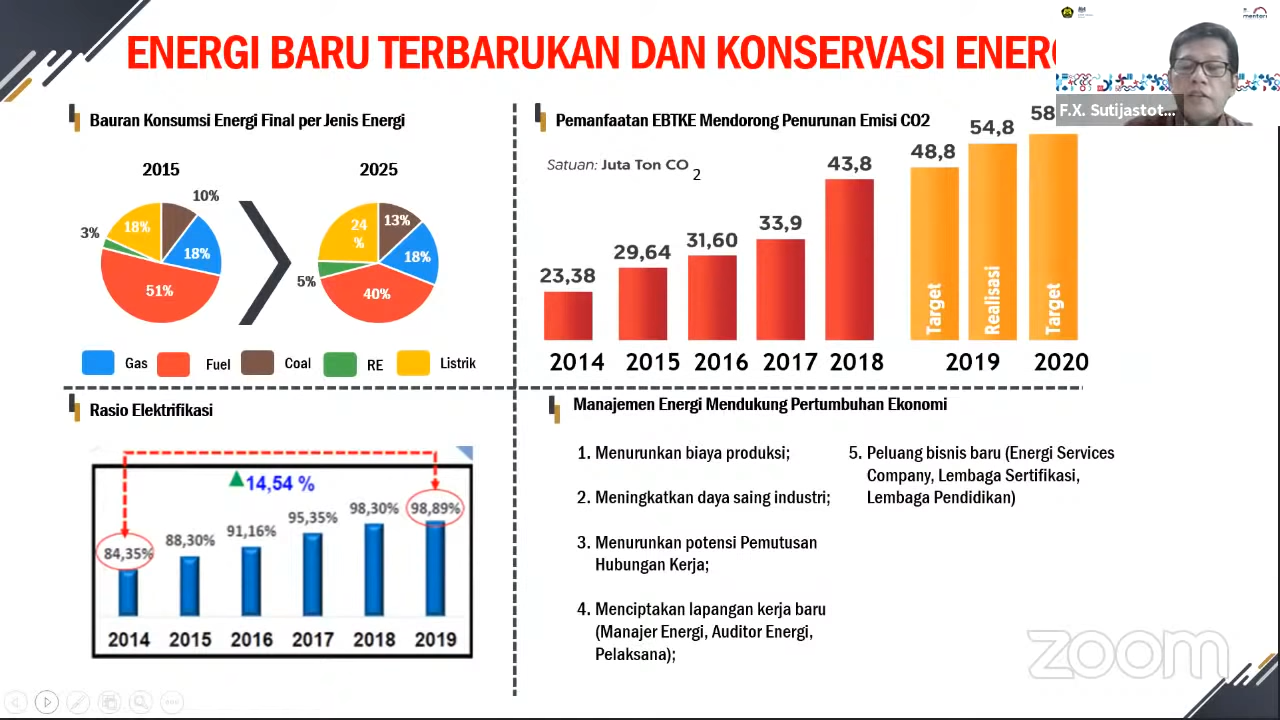 ENERGI BARU TERBARUKAN DAN KONSERVASI ENERG
mentari
F.X. Sutijastot...
Bauran Konsumsi Energi Final per Jenis Energi
2015
2025
10%
18%
3%
18%
51%
24
%
13%
18%
5%
40%
Gas
Fuel
Coal
RE
Listrik
Pemanfaatan EBTKE Mendorong Penurunan Emisi CO2
Satuan: Juta Ton CO 2
23,38
29,64
31,60
33,9
43,8
48,8
54,8
58
Target
Realisasi
Target
2014
2015
2016
2017
2018
2019
2020
Rasio Elektrifikasi
14,54 %
84,35%
88,30%
91,16%
95,35%
98,30%
98,89%
2014
2015
2016
2017
2018
2019
Manajemen Energi Mendukung Pertumbuhan Ekonomi
1. Menurunkan biaya produksi;
2. Meningkatkan daya saing industri;
3. Menurunkan potensi Pemutusan
Hubungan Kerja;
4. Menciptakan lapangan kerja baru
(Manajer Energi, Auditor Energi,
Pelaksana);
5. Peluang bisnis baru (Energi Services
Company, Lembaga Sertifikasi,
Lembaga Pendidikan)
zoom